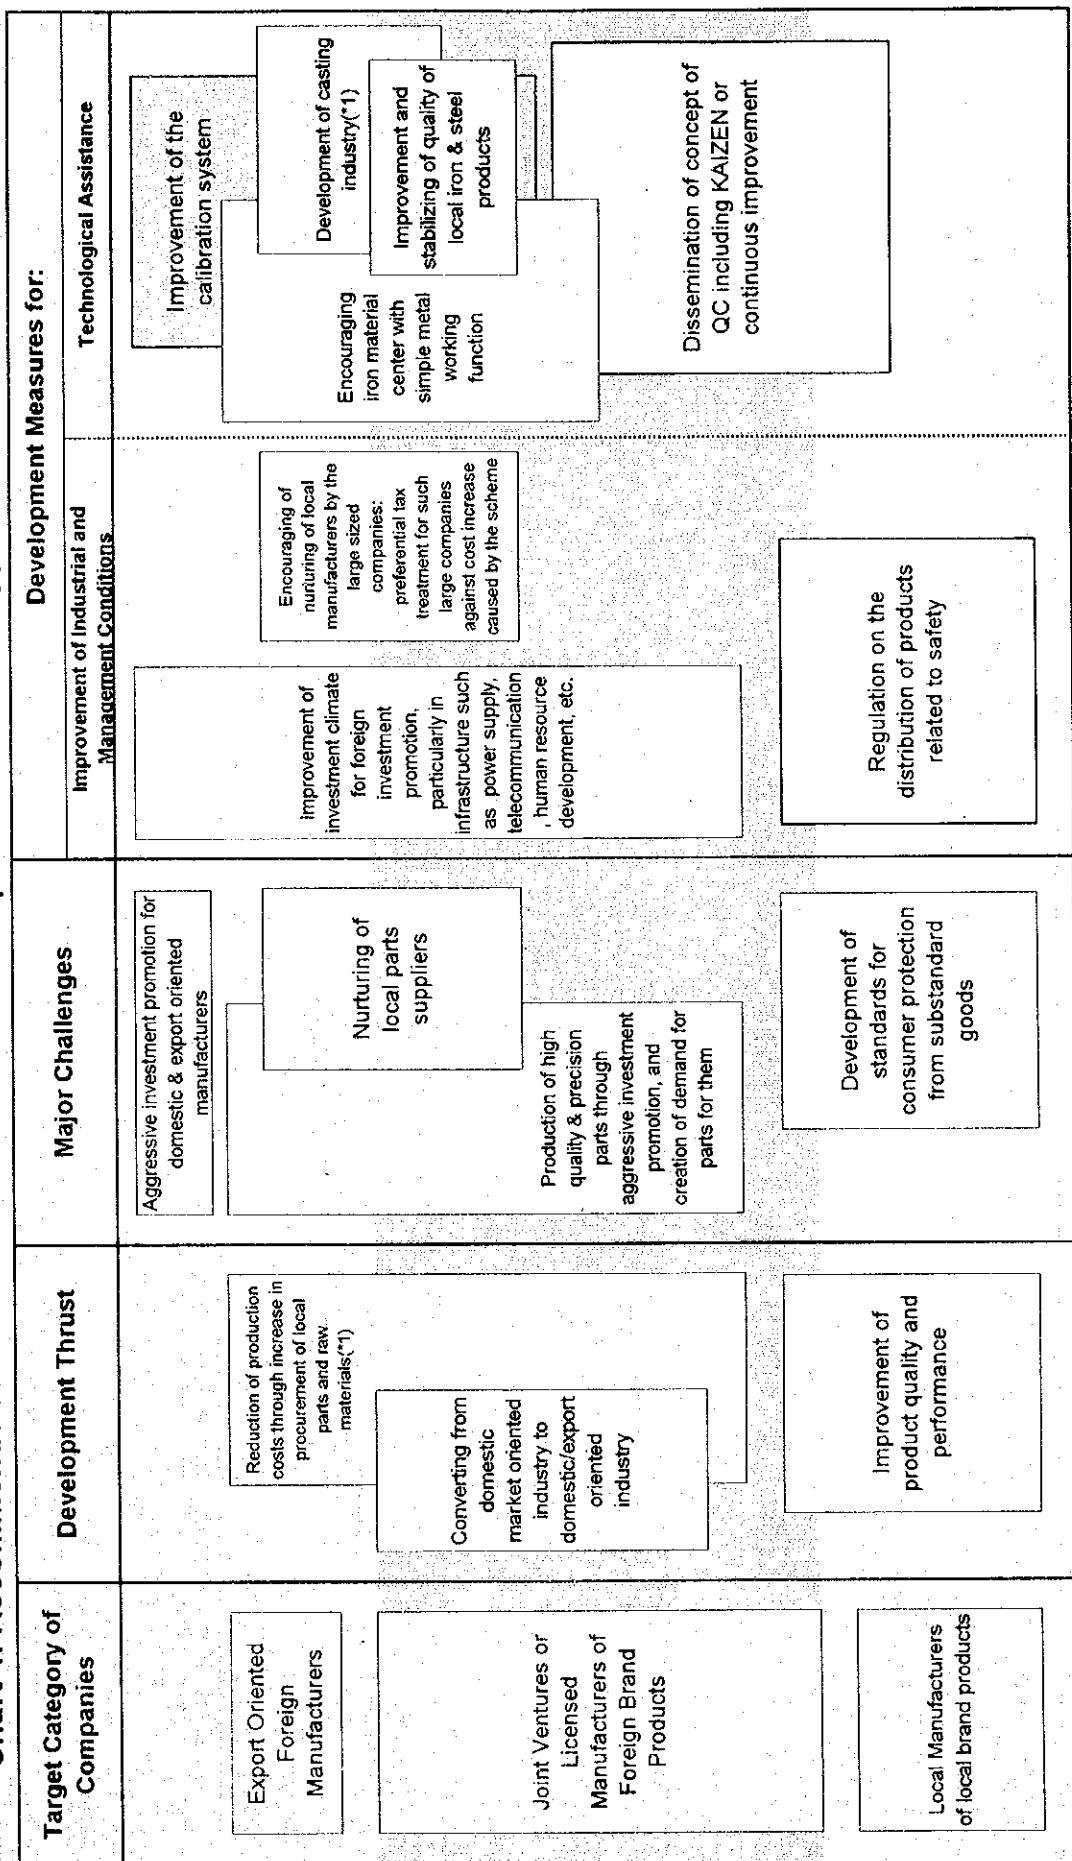 Target Category of
Companies
Development Thrust
Major Challenges
Development Measures for:
Improvement of Industrial and
Management Conditions
Technological Assistance
Export Oriented
Foreign
Manufacturers
Joint Ventures or
Licensed
Manufacturers of
Foreign Brand
Products
Local Manufacturers
of local brand products
Reduction of production
costs through increase in
procurement of local
parts and raw
materials(*1)
Converting from
domestic
market oriented
industry to
domestic/export
oriented
industry
Improvement of
product quality and
performance
Aggressive investment promotion for
domestic & export oriented
manufacturers
Nurturing of
local parts
suppliers
Production of high
quality & precision
parts through
aggressive investment
promotion, and
creation of demand for
parts for them
Development of
standards for
consumer protection
from substandard
goods
Improvement of
investment climate
for foreign
investment
promotion,
particularly in
infrastructure such
as power supply,
telecommunication
, human resource
development, etc.
Encouraging of
nuriuring of local
manufacturers by the
large sized
companies:
preferential tax
treatment for such
large companies
against cost increase
caused by the scheme
Regulation on the
distribution of products
related to safety
Improvement of the
calibration system
Development of casting
industry(*1)
Improvement and
stabilizing of quality of
local iron & steel
products
Encouraging
iron material
center with
simple metal
working
function
Dissemination of concept of
QC including KAIZEN or
continuous improvement